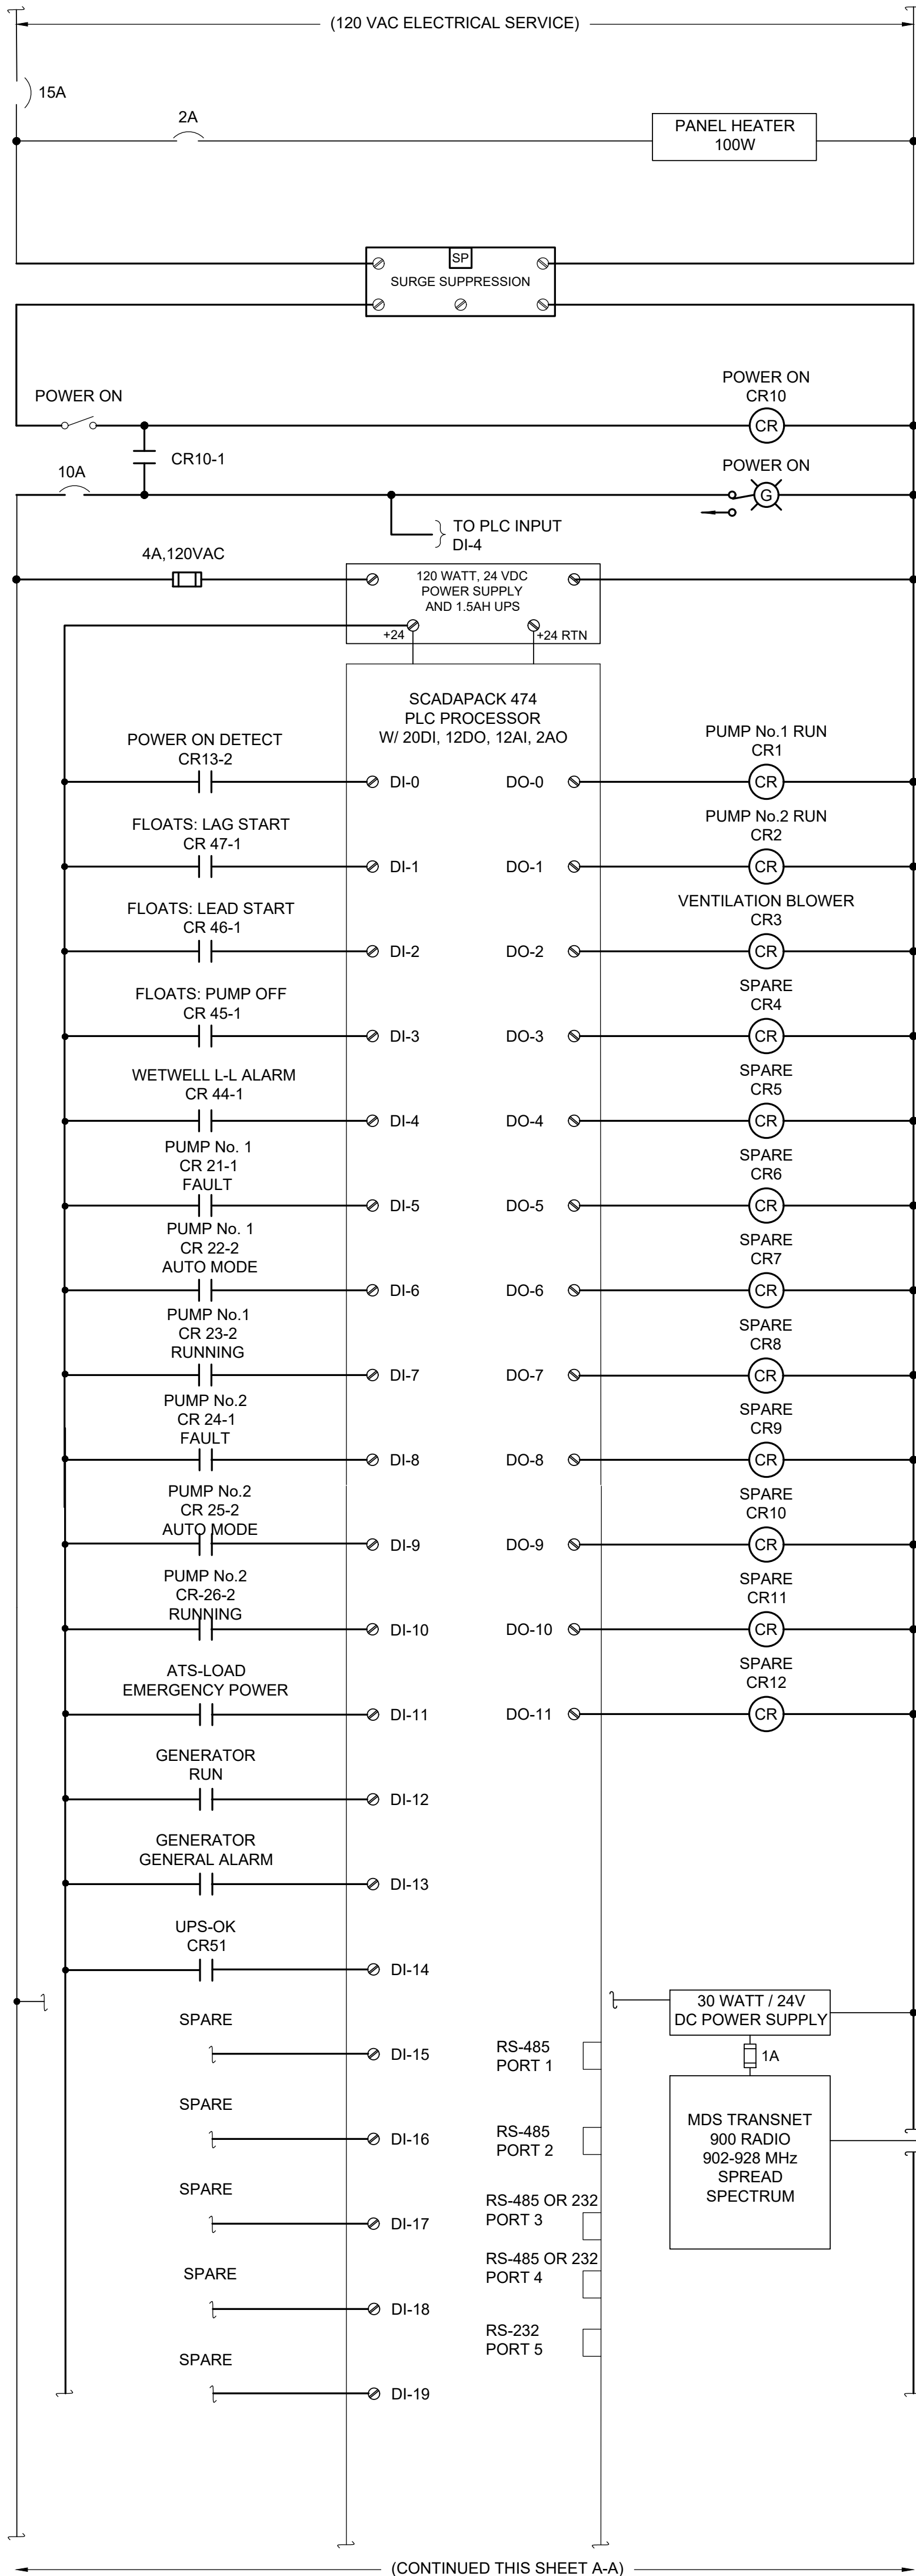 (120 VAC ELECTRICAL SERVICE)
15A
2A
PANEL HEATER
100W
SP
SURGE SUPPRESSION
POWER ON
POWER ON
CR10
CR
CR10-1
10A
POWER ON
G
TO PLC INPUT
DI-4
4A,120VAC
120 WATT, 24 VDC
POWER SUPPLY
AND 1.5AH UPS
+24
+24 RTN
SCADAPACK 474
PLC PROCESSOR
W/ 20DI, 12DO, 12AI, 2AO
POWER ON DETECT
CR13-2
DI-0
DO-0
PUMP No.1 RUN
CR1
CR
FLOATS: LAG START
CR 47-1
DI-1
DO-1
PUMP No.2 RUN
CR2
CR
FLOATS: LEAD START
CR 46-1
DI-2
DO-2
VENTILATION BLOWER
CR3
CR
FLOATS: PUMP OFF
CR 45-1
DI-3
DO-3
SPARE
CR4
CR
WETWELL L-L ALARM
CR 44-1
DI-4
DO-4
SPARE
CR5
CR
PUMP No. 1
CR 21-1
FAULT
DI-5
DO-5
SPARE
CR6
CR
PUMP No. 1
CR 22-2
AUTO MODE
DI-6
DO-6
SPARE
CR7
CR
PUMP No.1
CR 23-2
RUNNING
DI-7
DO-7
SPARE
CR8
CR
PUMP No.2
CR 24-1
FAULT
DI-8
DO-8
SPARE
CR9
CR
PUMP No.2
CR 25-2
AUTO MODE
DI-9
DO-9
SPARE
CR10
CR
PUMP No.2
CR-26-2
RUNNING
DI-10
DO-10
SPARE
CR11
CR
ATS-LOAD
EMERGENCY POWER
DI-11
DO-11
SPARE
CR12
CR
GENERATOR
RUN
DI-12
GENERATOR
GENERAL ALARM
DI-13
UPS-OK
CR51
DI-14
30 WATT / 24V
DC POWER SUPPLY
1A
SPARE
DI-15
RS-485
PORT 1
MDS TRANSNET
900 RADIO
902-928 MHz
SPREAD
SPECTRUM
SPARE
DI-16
RS-485
PORT 2
SPARE
DI-17
RS-485 OR 232
PORT 3
SPARE
DI-18
RS-485 OR 232
PORT 4
RS-232
PORT 5
SPARE
DI-19
(CONTINUED THIS SHEET A-A)